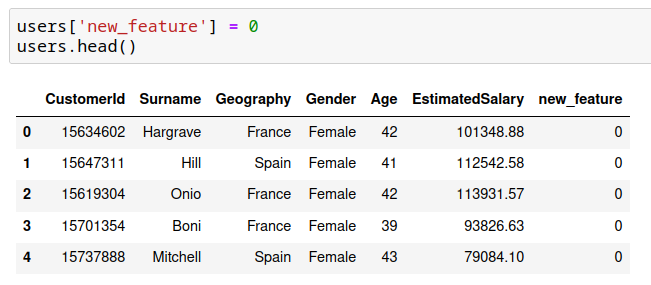 users['new_feature'] = 0
users.head()
CustomerId Surname Geography Gender Age EstimatedSalary new_feature
0 15634602 Hargrave France Female 42 101348.88 0
1 15647311 Hill Spain Female 41 112542.58 0
2 15619304 Onio France Female 42 113931.57 0
3 15701354 Boni France Female 39 93826.63 0
4 15737888 Mitchell Spain Female 43 79084.10 0